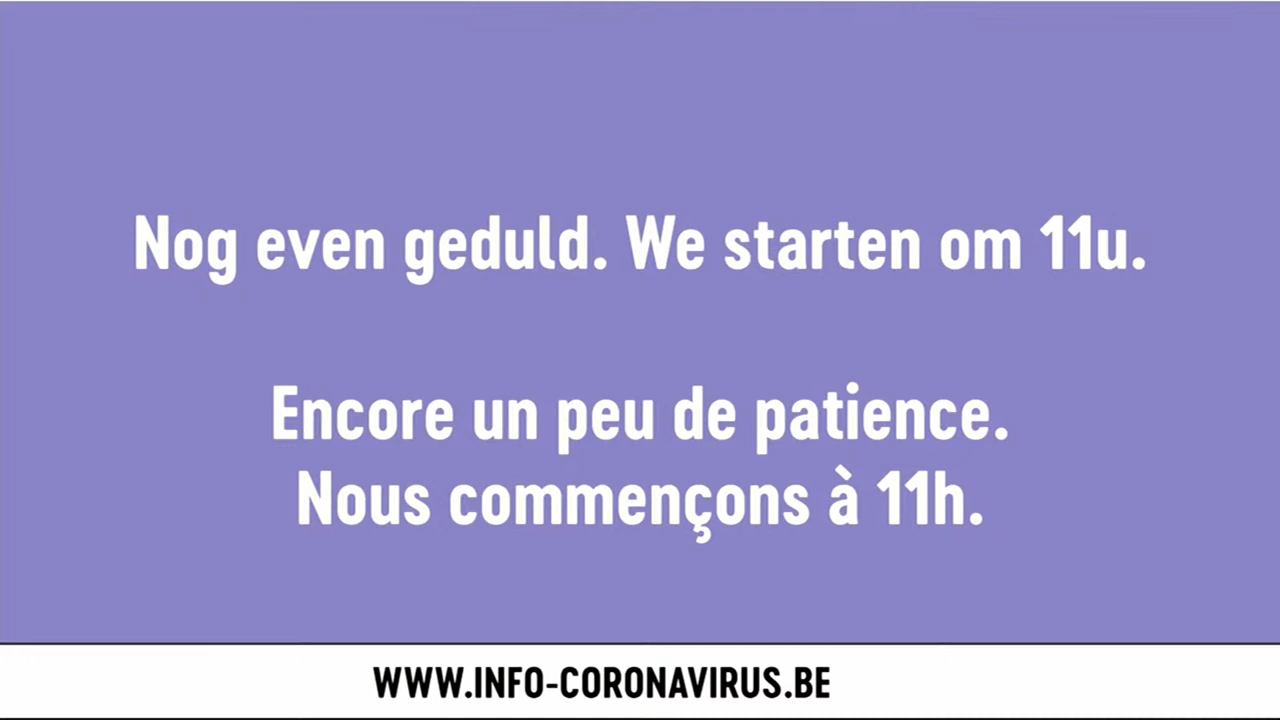 Nog even geduld. We starten om 11u.
Encore un peu de patience.
Nous commençons à 11h.
WWW.INFO-CORONAVIRUS.BE